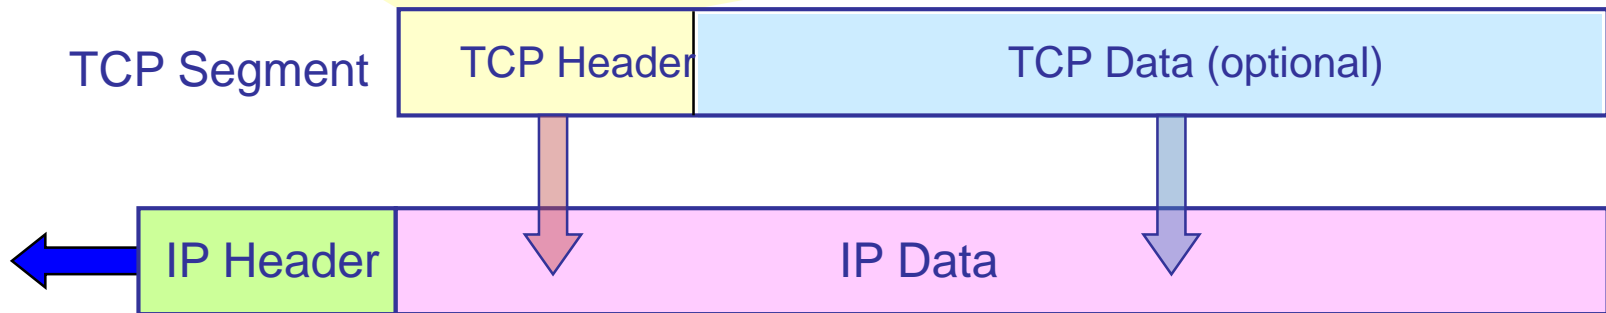 TCP Segment TCP Header TCP Data (optional)
IP Header IP Data